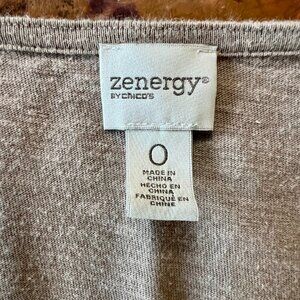 zenergy®
BY CHICO'S
0
MADE IN
CHINA
HECHO EN
CHINA
FABRIQUÉ EN
CHINE